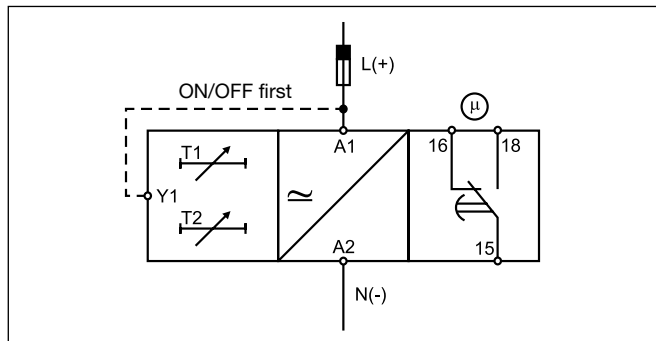 L(+)
ON/OFF first
μ
A1
16
18
T1
Y1
≃
T2
A2
15
N(-)